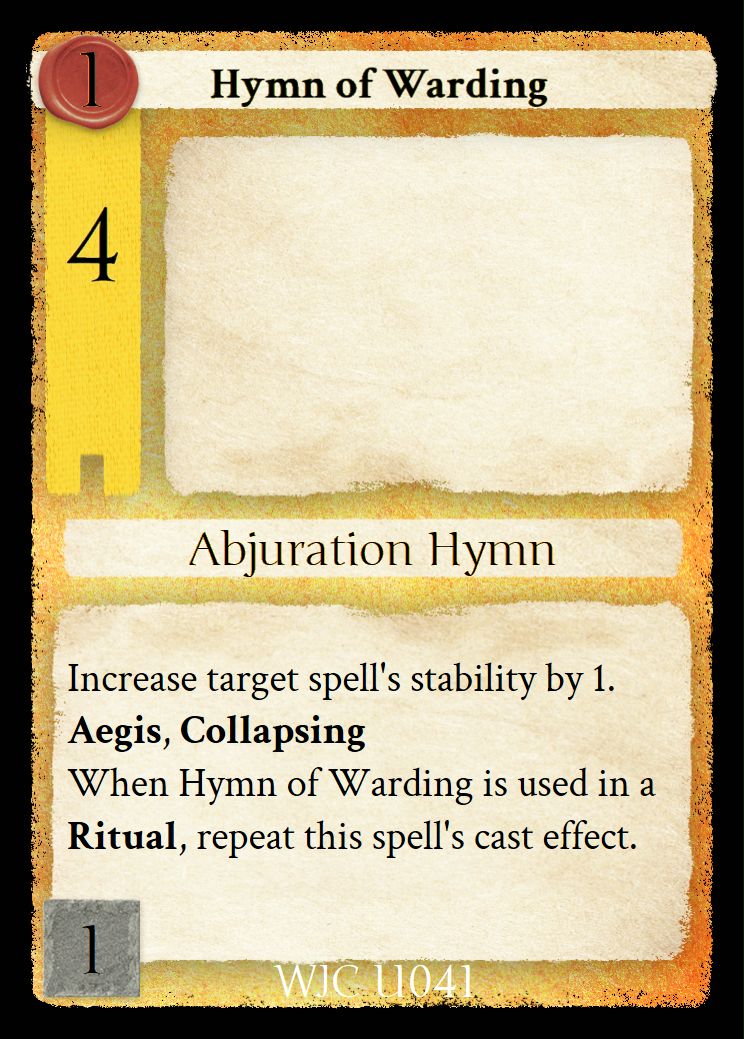 1
Hymn of Warding
4
Abjuration Hymn
Increase target spell's stability by 1.
Aegis, Collapsing
When Hymn of Warding is used in a
Ritual, repeat this spell's cast effect.
1
WJC U041